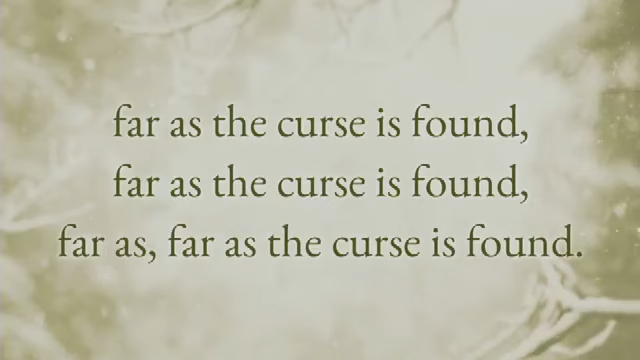 far as the curse is found,
far as the curse is found,
far as, far as the curse is found.